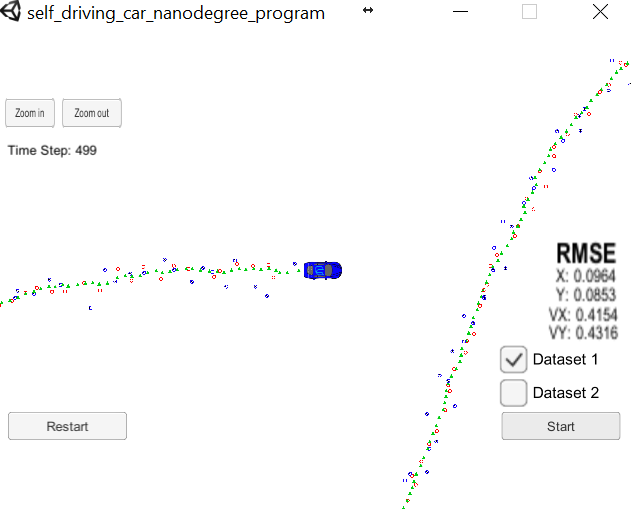 self_driving_car_nanodegree_program
Zoom in
Zoom out
Time Step: 499
RMSE
X: 0.0964
Y: 0.0853
VX: 0.4154
VY: 0.4316
Dataset 1
Dataset 2
Restart
Start